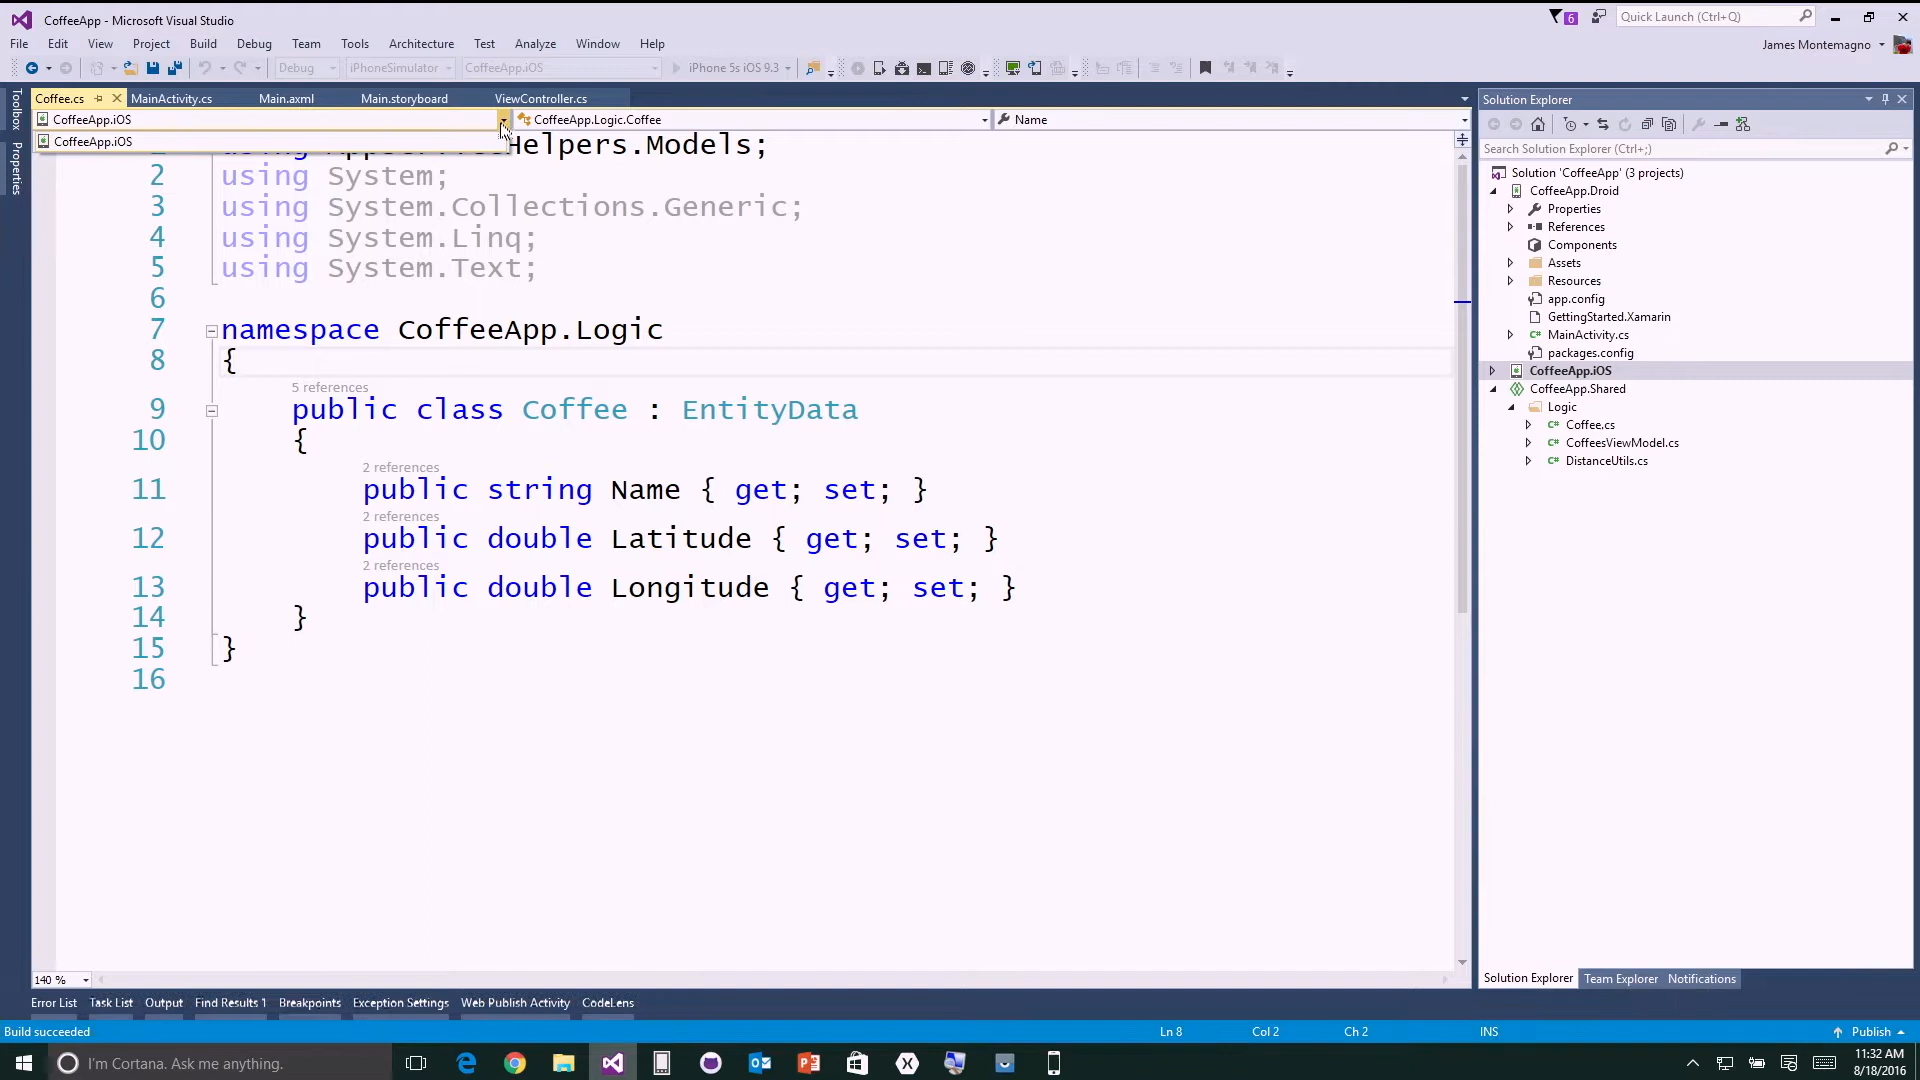 CoffeeApp - Microsoft Visual Studio
6
Quick Launch (Ctrl+Q)
File Edit View Project Build Debug Team Tools Architecture Test Analyze Window Help
James Montemagno
Debug iPhoneSimulator CoffeeApp.iOS iPhone 5s iOS 9.3
Toolbox
Properties
Coffee.cs MainActivity.cs Main.axml Main.storyboard ViewController.cs
CoffeeApp.iOS CoffeeApp.Logic.Coffee Name
CoffeeApp.iOS
Helpers.Models;
2 using System;
3 using System.Collections.Generic;
4 using System.Linq;
5 using System.Text;
6
7 namespace CoffeeApp.Logic
8 {
5 references
9 public class Coffee : EntityData
10 {
2 references
11 public string Name { get; set; }
2 references
12 public double Latitude { get; set; }
2 references
13 public double Longitude { get; set; }
14 }
15 }
16
140 %
Solution Explorer
Search Solution Explorer (Ctrl+;)
Solution 'CoffeeApp' (3 projects)
CoffeeApp.Droid
Properties
References
Components
Assets
Resources
app.config
GettingStarted.Xamarin
C# MainActivity.cs
packages.config
CoffeeApp.iOS
CoffeeApp.Shared
Logic
C# Coffee.cs
C# CoffeesViewModel.cs
C# DistanceUtils.cs
Solution Explorer Team Explorer Notifications
Error List Task List Output Find Results 1 Breakpoints Exception Settings Web Publish Activity CodeLens
Build succeeded Ln 8 Col 2 Ch 2 INS Publish
I'm Cortana. Ask me anything.
11:32 AM
8/18/2016